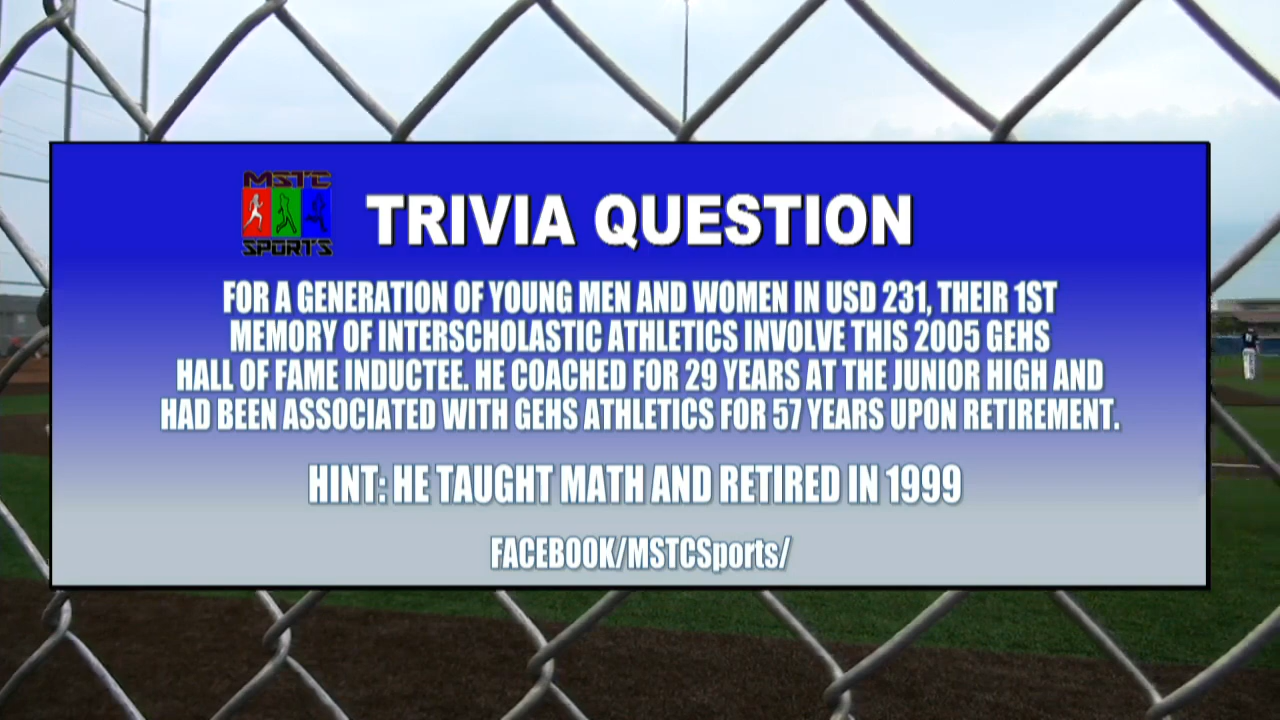 MSTC
SPORTS
TRIVIA QUESTION
FOR A GENERATION OF YOUNG MEN AND WOMEN IN USD 231, THEIR 1ST
MEMORY OF INTERSCHOLASTIC ATHLETICS INVOLVE THIS 2005 GEHS
HALL OF FAME INDUCTEE. HE COACHED FOR 29 YEARS AT THE JUNIOR HIGH AND
HAD BEEN ASSOCIATED WITH GEHS ATHLETICS FOR 57 YEARS UPON RETIREMENT.
HINT: HE TAUGHT MATH AND RETIRED IN 1999
FACEBOOK/MSTCSports/